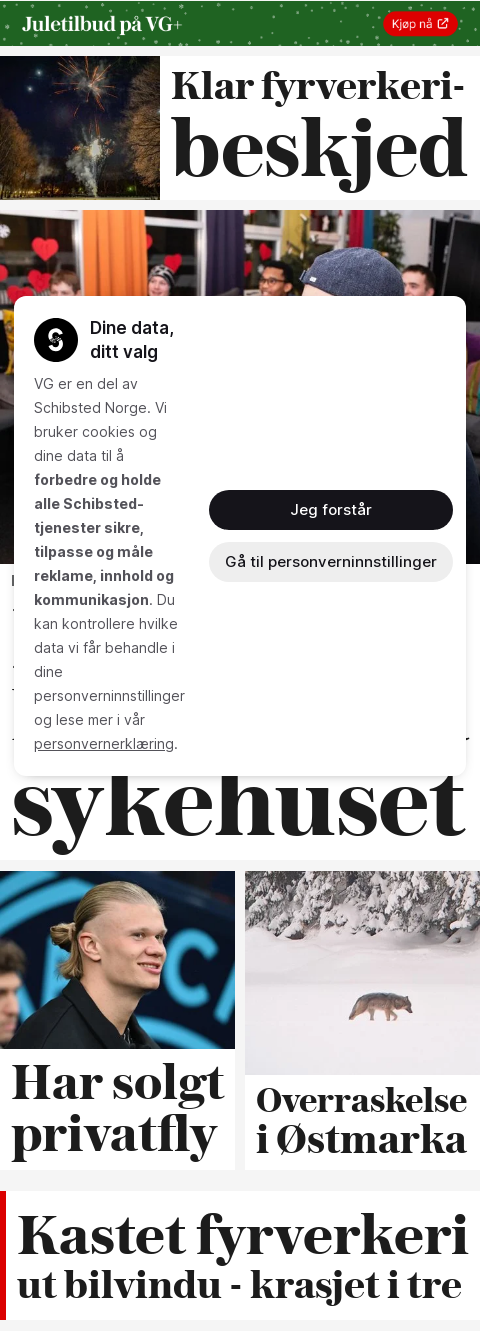 Juletilbud på VG+
Kjøp nå
Klar fyrverkeri-
beskjed
Dine data,
ditt valg
VG er en del av
Schibsted Norge. Vi
bruker cookies og
dine data til å
forbedre og holde
alle Schibsted-
tjenester sikre,
tilpasse og måle
reklame, innhold og
kommunikasjon. Du
kan kontrollere hvilke
data vi får behandle i
dine
personverninnstillinger
og lese mer i vår
personvernerklæring.
Jeg forstår
Gå til personverninnstillinger
sykehuset
Har solgt
privatfly
Overraskelse
i Østmarka
Kastet fyrverkeri
ut bilvindu - krasjet i tre